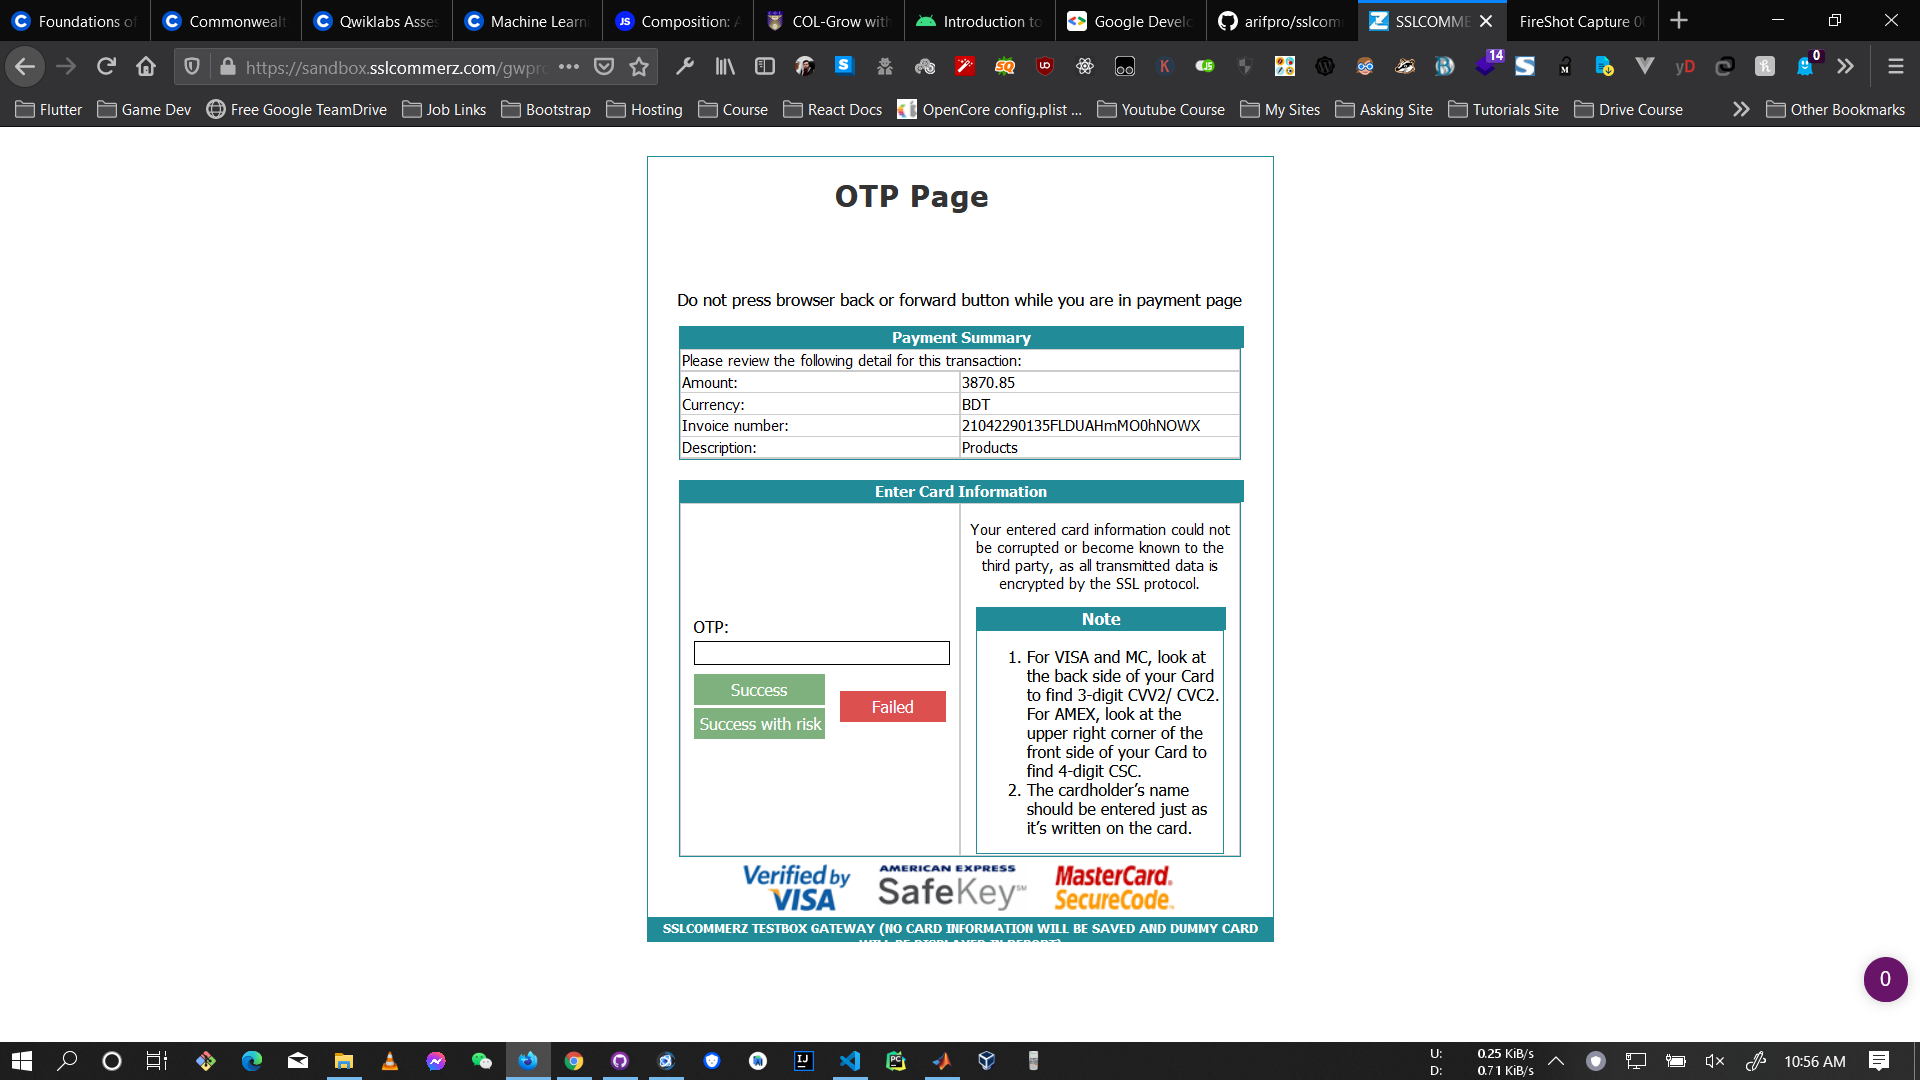 Foundations of
Commonwealt
Qwiklabs Asses
Machine Learni
Composition: A
COL-Grow with
Introduction to
Google Develo
arifpro/sslcom
SSLCOMME
FireShot Capture 00
https://sandbox.sslcommerz.com/gwpro
14
0
Flutter
Game Dev
Free Google TeamDrive
Job Links
Bootstrap
Hosting
Course
React Docs
OpenCore config.plist ...
Youtube Course
My Sites
Asking Site
Tutorials Site
Drive Course
Other Bookmarks
OTP Page
Do not press browser back or forward button while you are in payment page
Payment Summary
Please review the following detail for this transaction:
Amount: 3870.85
Currency: BDT
Invoice number: 21042290135FLDUAHmMO0hNOWX
Description: Products
Enter Card Information
OTP:
Success
Success with risk
Failed
Your entered card information could not
be corrupted or become known to the
third party, as all transmitted data is
encrypted by the SSL protocol.
Note
1. For VISA and MC, look at
the back side of your Card
to find 3-digit CVV2/ CVC2.
For AMEX, look at the
upper right corner of the
front side of your Card to
find 4-digit CSC.
2. The cardholder’s name
should be entered just as
it’s written on the card.
Verified by
VISA
AMERICAN EXPRESS
SafeKey℠
MasterCard.
SecureCode.
SSLCOMMERZ TESTBOX GATEWAY (NO CARD INFORMATION WILL BE SAVED AND DUMMY CARD
WILL BE DISPLAYED IN REPORT)
0
U: 0.25 KiB/s
D: 0.71 KiB/s
10:56 AM